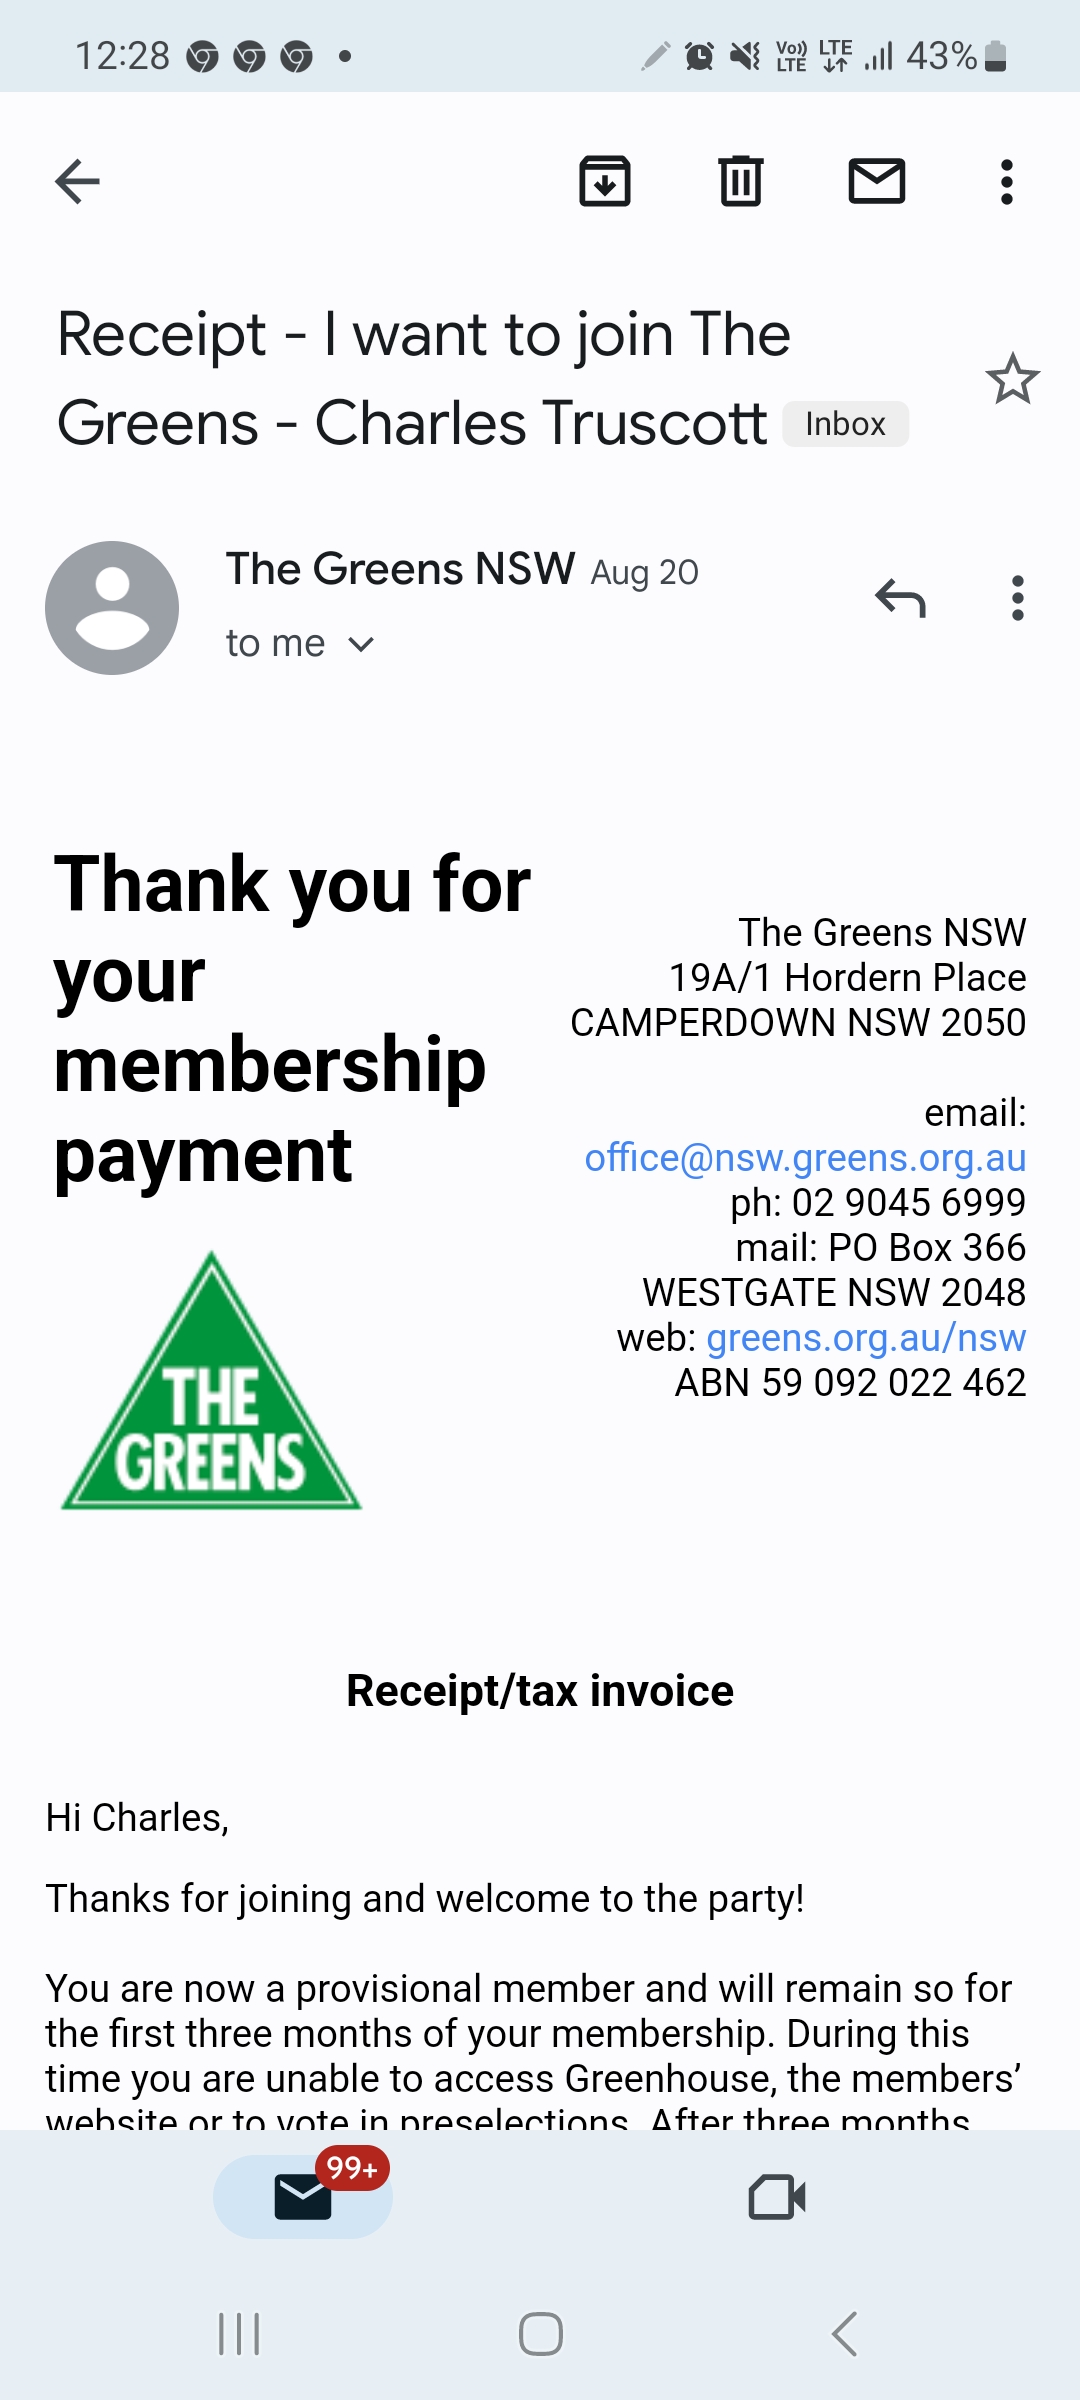 12:28
Vo)) LTE LTE 43%
Receipt - I want to join The
Greens - Charles Truscott Inbox
The Greens NSW Aug 20
to me
Thank you for
your
membership
payment
The Greens NSW
19A/1 Hordern Place
CAMPERDOWN NSW 2050
email:
office@nsw.greens.org.au
ph: 02 9045 6999
mail: PO Box 366
WESTGATE NSW 2048
web: greens.org.au/nsw
ABN 59 092 022 462
THE
GREENS
Receipt/tax invoice
Hi Charles,
Thanks for joining and welcome to the party!
You are now a provisional member and will remain so for
the first three months of your membership. During this
time you are unable to access Greenhouse, the members’
website or to vote in preselections. After three months
99+